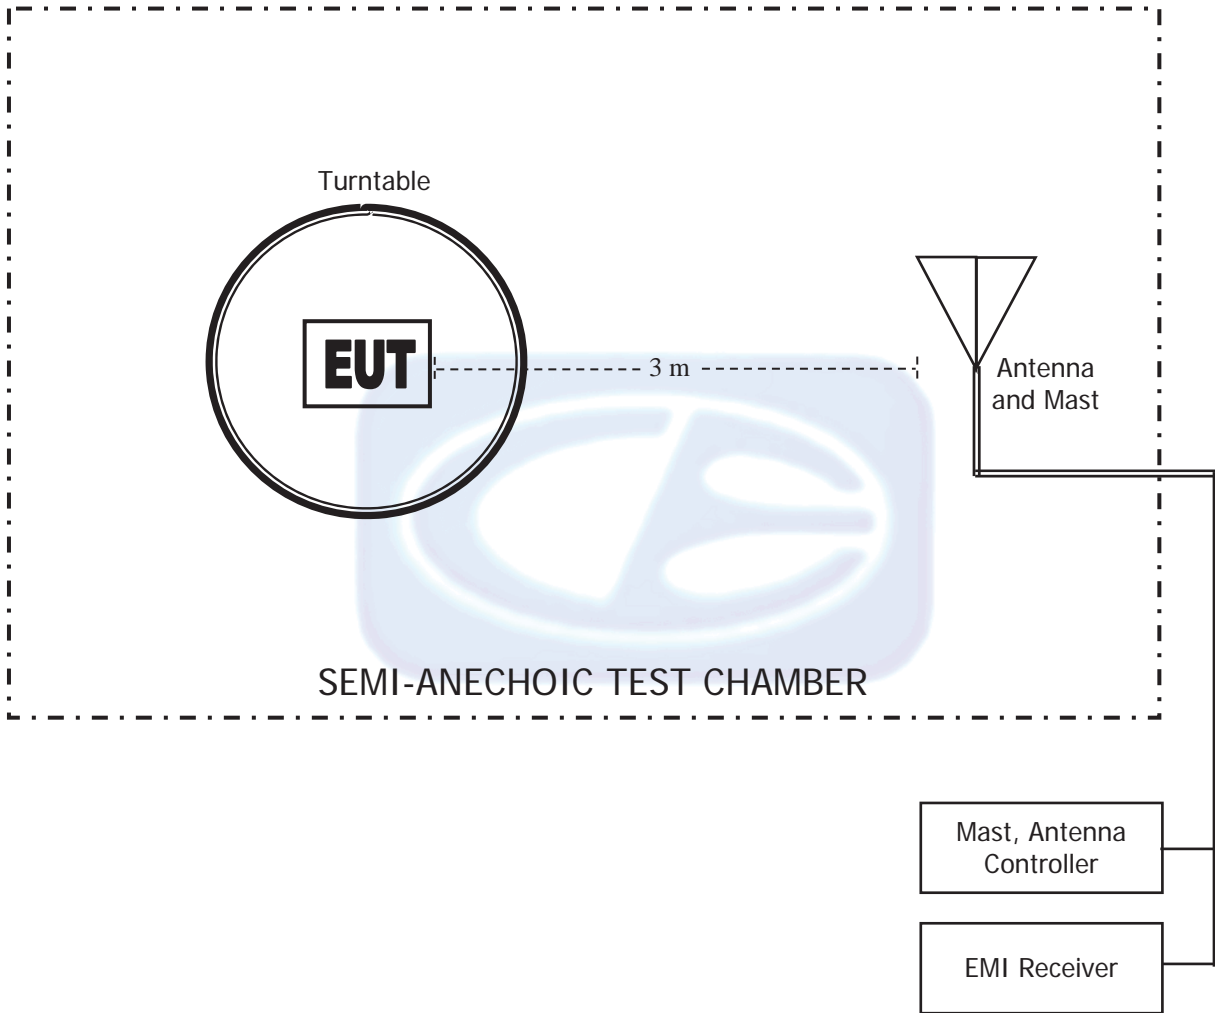 Turntable
EUT
3 m
Antenna
and Mast
SEMI-ANECHOIC TEST CHAMBER
Mast, Antenna
Controller
EMI Receiver